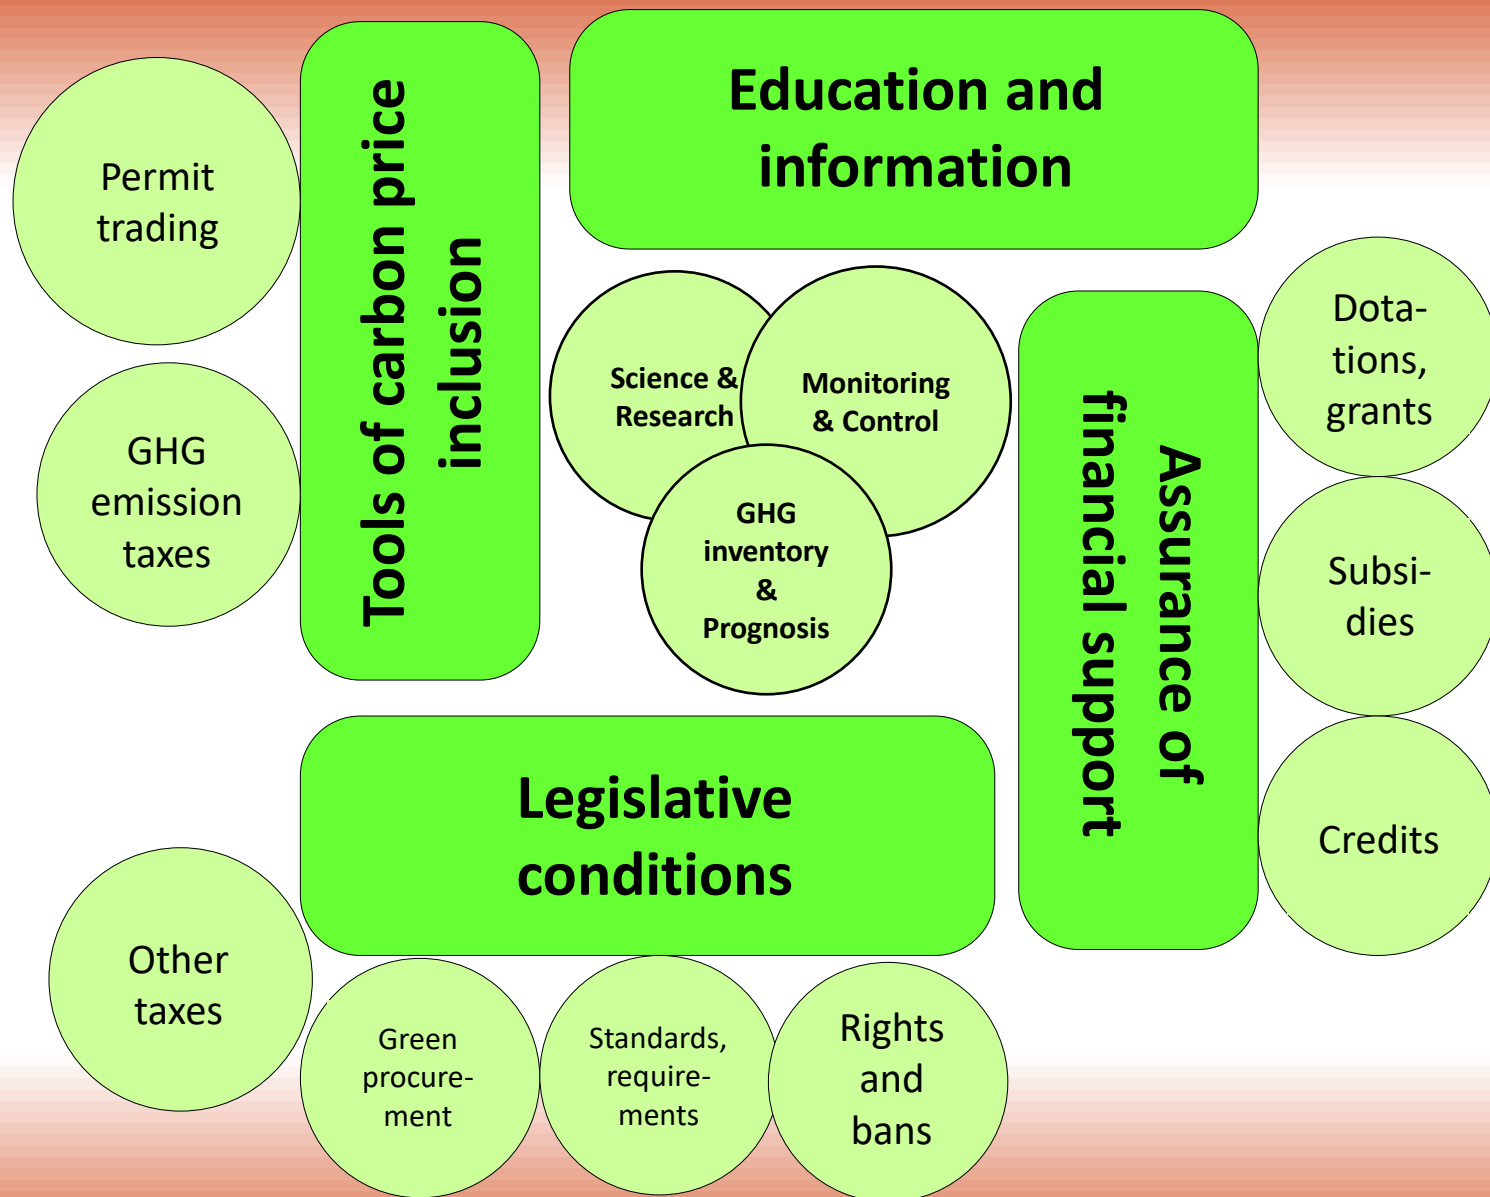 Permit
trading
GHG
emission
taxes
Tools of carbon price
inclusion
Education and
information
Science &
Research
Monitoring
& Control
GHG
inventory
&
Prognosis
Assurance of
financial support
Dota-
tions,
grants
Subsi-
dies
Credits
Legislative
conditions
Other
taxes
Green
procure-
ment
Standards,
require-
ments
Rights
and
bans